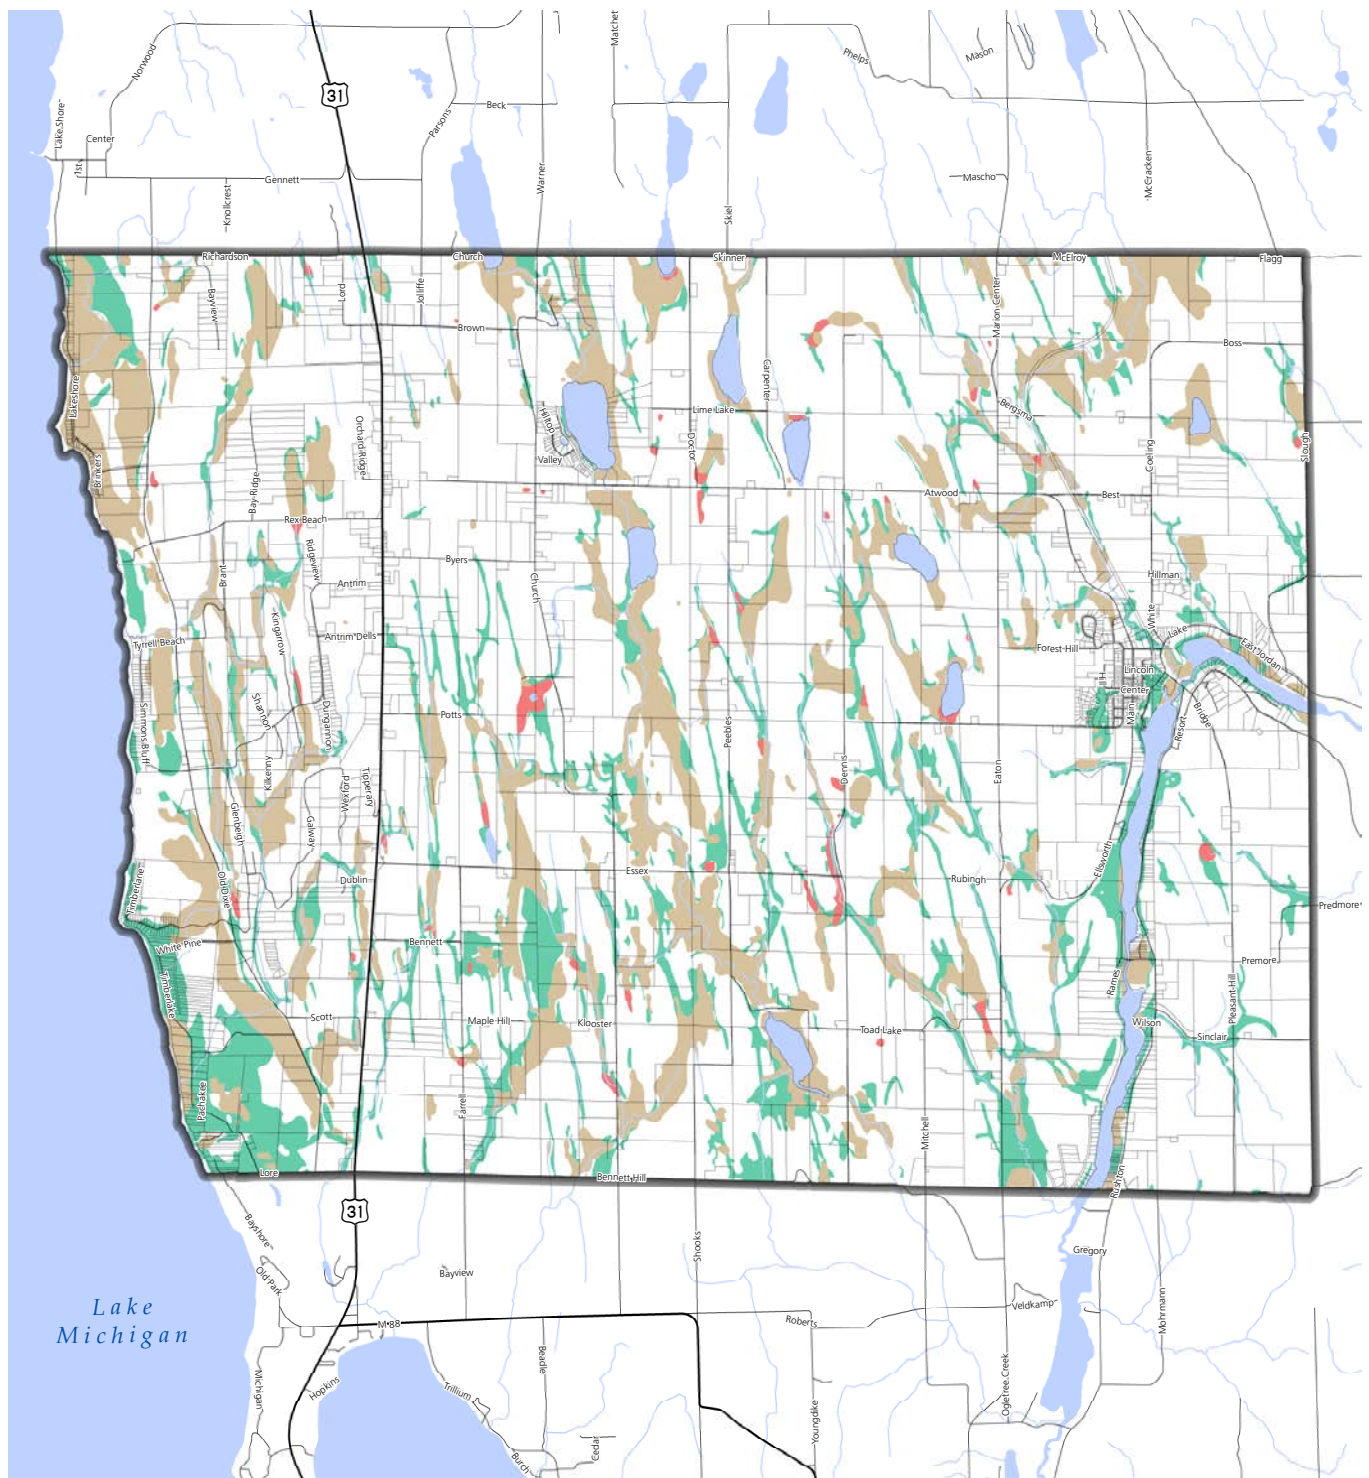 Matchet
Norwood
Phelps
Mason
31
Beck
Lake Shore
Parsons
Center
1st
Gennett
Knollcrest
Warner
Skiel
Mascho
McCracken
Richardson
Church
Skinner
McElroy
Flagg
Bayview
Lord
Jolliffe
Marion Center
Brown
Boss
Lakeshore
Carpenter
Hilltop
Lime Lake
Bergsma
Orchard Ridge
Doctor
Goeling
Slough
Brinkers
Valley
Bay Ridge
Atwood
Best
Rex Beach
Ridgeview
Byers
Brant
Antrim
Church
Hillman
White
Kingarrow
Tyrrell Beach
Antrim Dells
Lake
East Jordan
Forest Hill
Lincoln
Hill
Center
Main
Simmons Bluff
Shannon
Dungannon
Potts
Peebles
Resort
Bridge
Kilkenny
Wexford
Tipperary
Dennis
Eaton
Glenbeigh
Galway
Ellsworth
Timberlane
Old Dixie
Dublin
Essex
Rubingh
Predmore
White Pine
Bennett
Premore
Timberlake
Rames
Pleasant Hill
Scott
Maple Hill
Klooster
Toad Lake
Wilson
Sinclair
Pachakee
Farrell
Mitchell
Lore
Bennett Hill
Rushton
31
Bayshore
Shooks
Gregory
Old Park
Bayview
Lake
Michigan
Veldkamp
Mohrmann
M 88
Roberts
Beadle
Michigan
Hopkins
Trillium
Ogletree Creek
Youngdike
Cedar
Burch